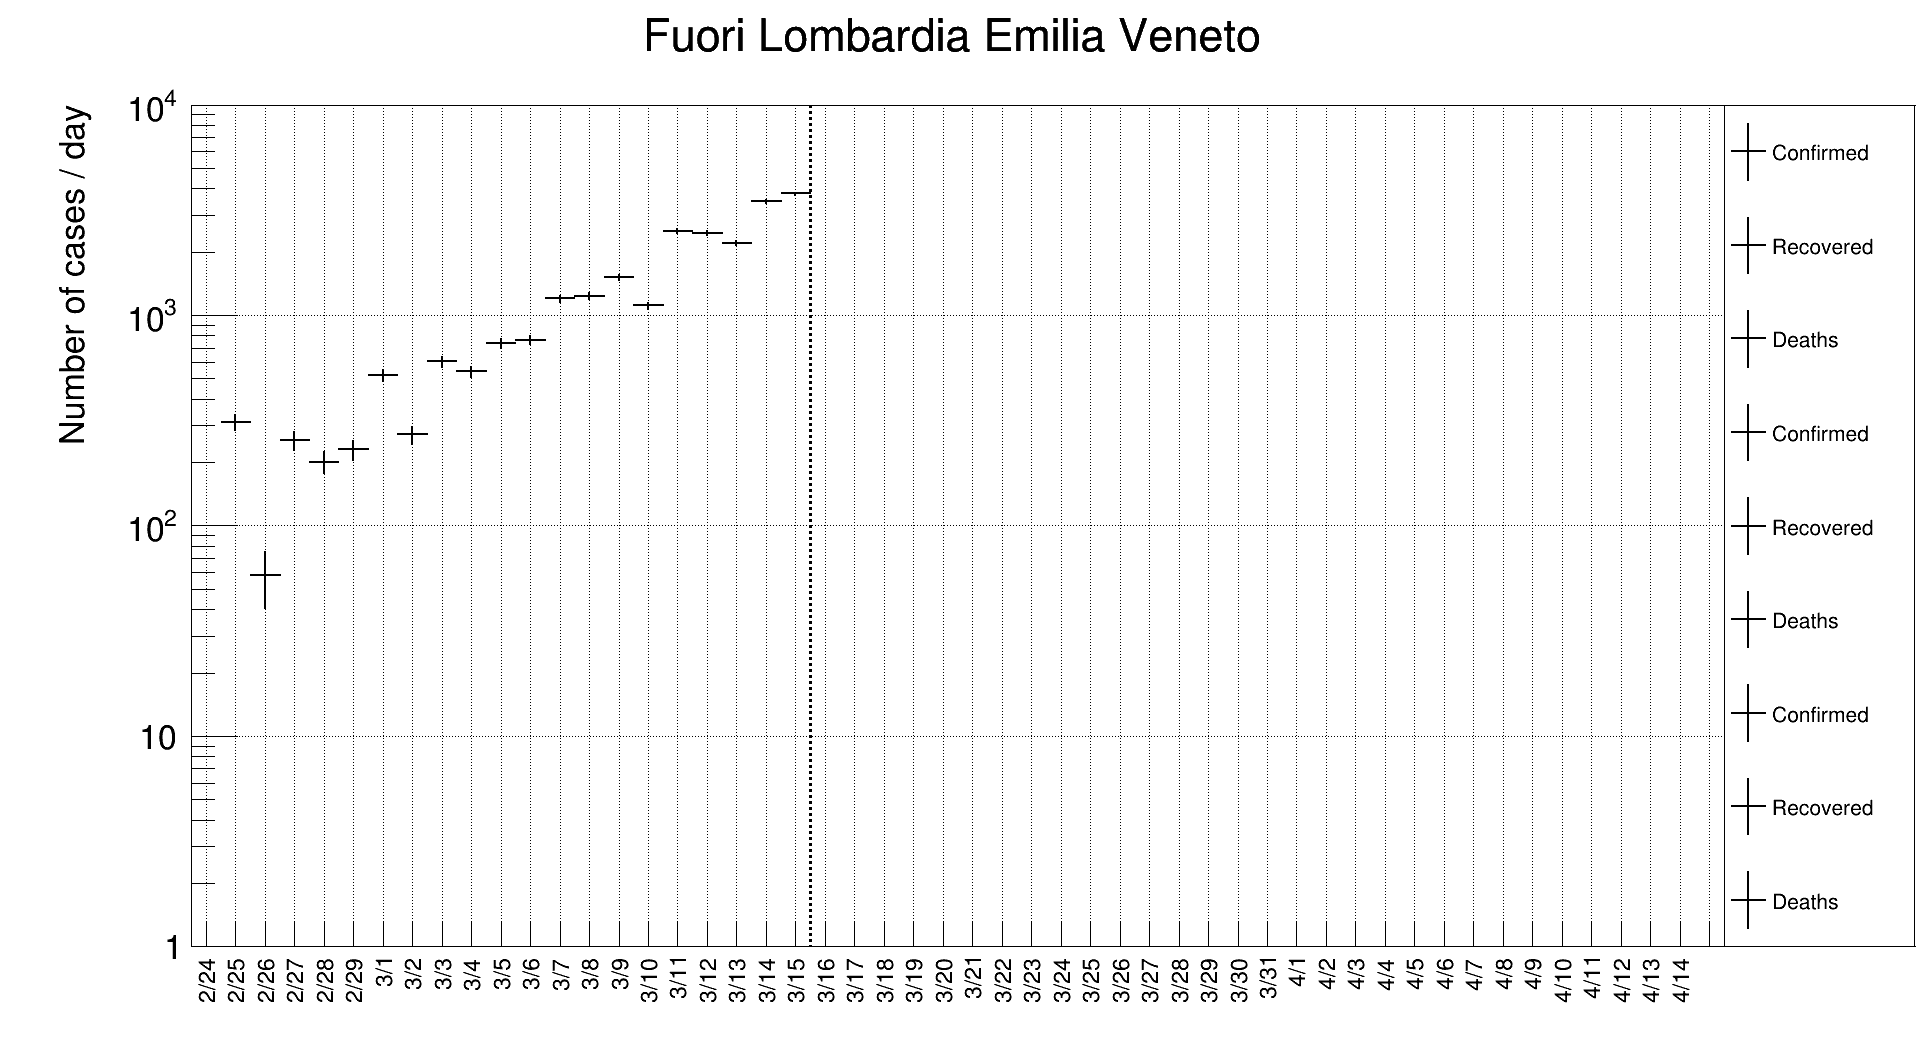 Fuori Lombardia Emilia Veneto
Number of cases / day
10⁴
10³
10²
10
1
2/24 2/25 2/26 2/27 2/28 2/29 3/1 3/2 3/3 3/4 3/5 3/6 3/7 3/8 3/9 3/10 3/11 3/12 3/13 3/14 3/15 3/16 3/17 3/18 3/19 3/20 3/21 3/22 3/23 3/24 3/25 3/26 3/27 3/28 3/29 3/30 3/31 4/1 4/2 4/3 4/4 4/5 4/6 4/7 4/8 4/9 4/10 4/11 4/12 4/13 4/14
Confirmed
Recovered
Deaths
Confirmed
Recovered
Deaths
Confirmed
Recovered
Deaths